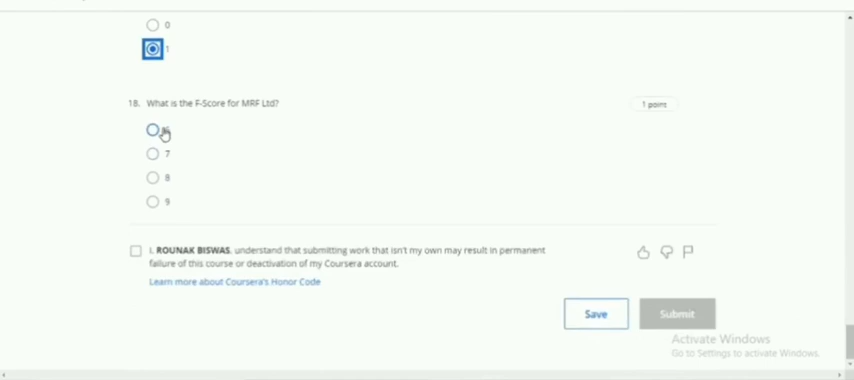 0
1
18. What is the F-Score for MRF Ltd?
1 point
7
8
9
I, ROUNAK BISWAS, understand that submitting work that isn't my own may result in permanent
failure of this course or deactivation of my Coursera account.
Learn more about Coursera's Honor Code
Save
Submit
Activate Windows
Go to Settings to activate Windows.